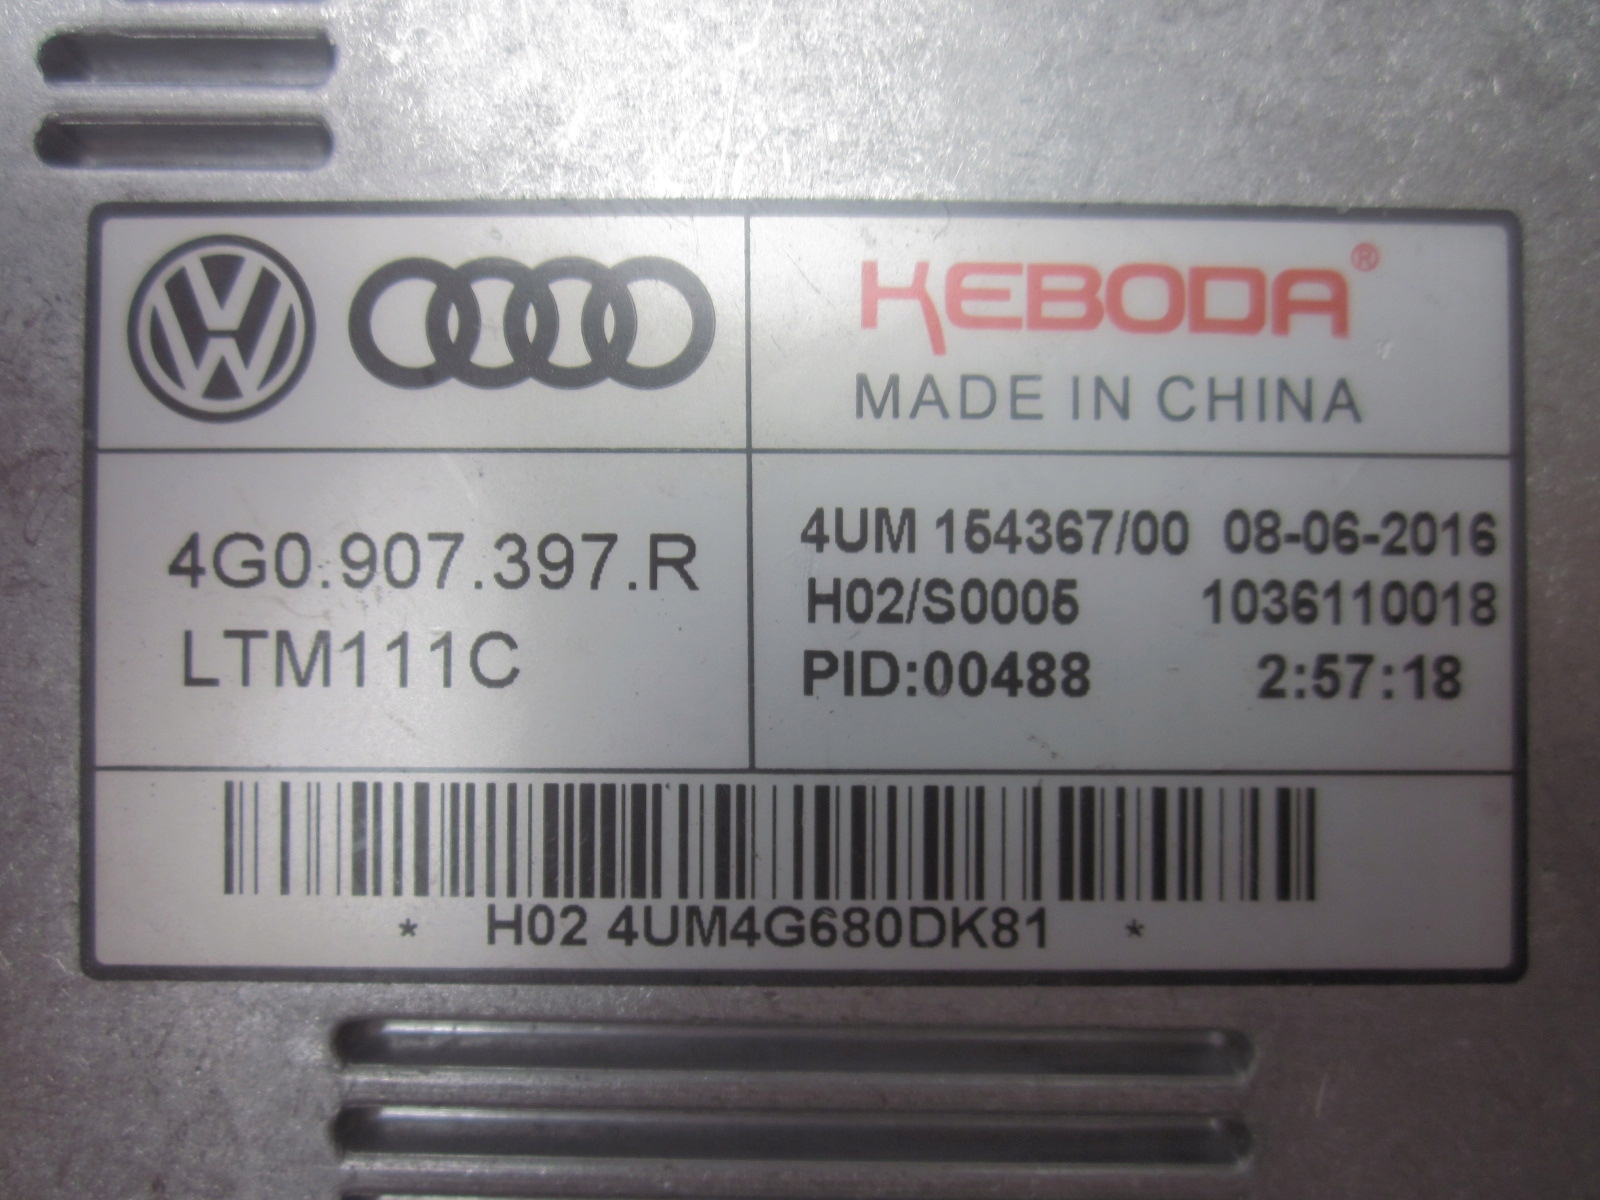 KEBODA®
MADE IN CHINA
4G0.907.397.R
LTM111C
4UM 154367/00 08-06-2016
H02/S0005 1036110018
PID:00488 2:57:18
* H02 4UM4G680DK81 *